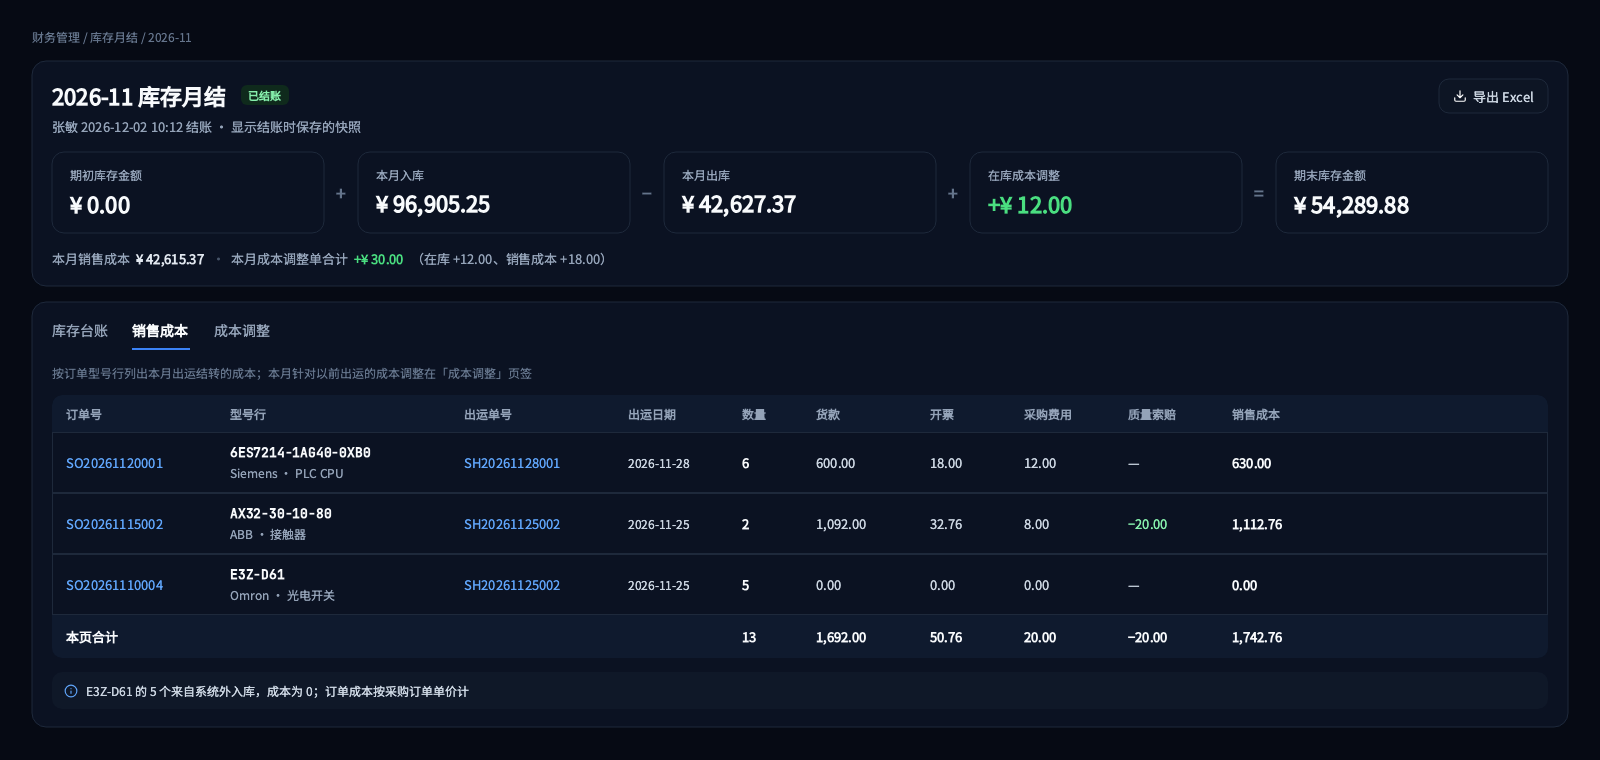 财务管理 / 库存月结 / 2026-11
2026-11 库存月结 已结账
导出 Excel
张敏 2026-12-02 10:12 结账 · 显示结账时保存的快照
期初库存金额 本月入库 本月出库 在库成本调整 期末库存金额
¥0.00 + ¥96,905.25 − ¥42,627.37 + +¥12.00 = ¥54,289.88
本月销售成本 ¥42,615.37 · 本月成本调整单合计 +¥30.00 （在库 +12.00、销售成本 +18.00）
库存台账 销售成本 成本调整
按订单型号行列出本月出运结转的成本；本月针对以前出运的成本调整在「成本调整」页签
订单号 型号行 出运单号 出运日期 数量 货款 开票 采购费用 质量索赔 销售成本
6ES7214-1AG40-0XB0
SO20261120001 SH20261128001 2026-11-28 6 600.00 18.00 12.00 — 630.00
Siemens · PLC CPU
AX32-30-10-80
SO20261115002 SH20261125002 2026-11-25 2 1,092.00 32.76 8.00 −20.00 1,112.76
ABB · 接触器
E3Z-D61
SO20261110004 SH20261125002 2026-11-25 5 0.00 0.00 0.00 — 0.00
Omron · 光电开关
本页合计 13 1,692.00 50.76 20.00 −20.00 1,742.76
E3Z-D61 的 5 个来自系统外入库，成本为 0；订单成本按采购订单单价计